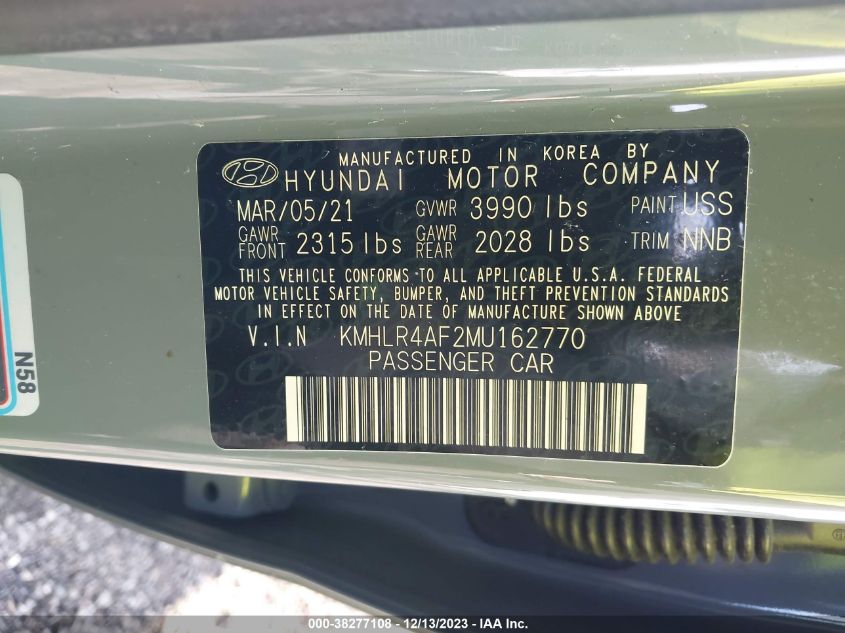 MANUFACTURED IN KOREA BY
HYUNDAI MOTOR COMPANY
MAR/05/21 GVWR 3990 lbs PAINT USS
GAWR FRONT 2315 lbs GAWR REAR 2028 lbs TRIM NNB
THIS VEHICLE CONFORMS TO ALL APPLICABLE U.S.A. FEDERAL
MOTOR VEHICLE SAFETY, BUMPER, AND THEFT PREVENTION STANDARDS
IN EFFECT ON THE DATE OF MANUFACTURE SHOWN ABOVE
V.I.N KMHLR4AF2MU162770
PASSENGER CAR
N58
000-38277108 - 12/13/2023 - IAA Inc.